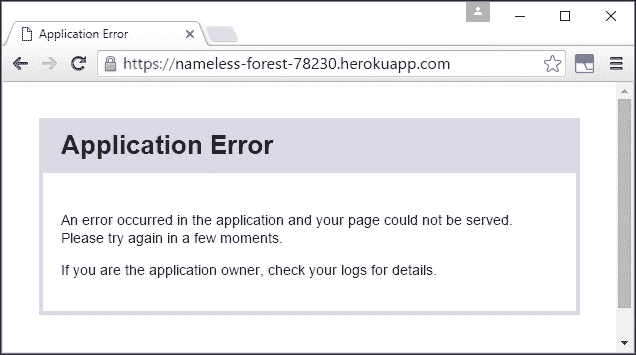 Application Error
https://nameless-forest-78230.herokuapp.com
Application Error
An error occurred in the application and your page could not be served.
Please try again in a few moments.
If you are the application owner, check your logs for details.